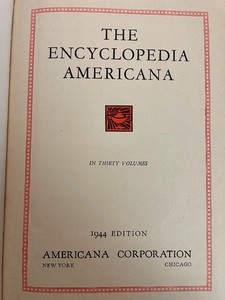 THE
ENCYCLOPEDIA
AMERICANA
IN THIRTY VOLUMES
1944 EDITION
AMERICANA CORPORATION
NEW YORK CHICAGO